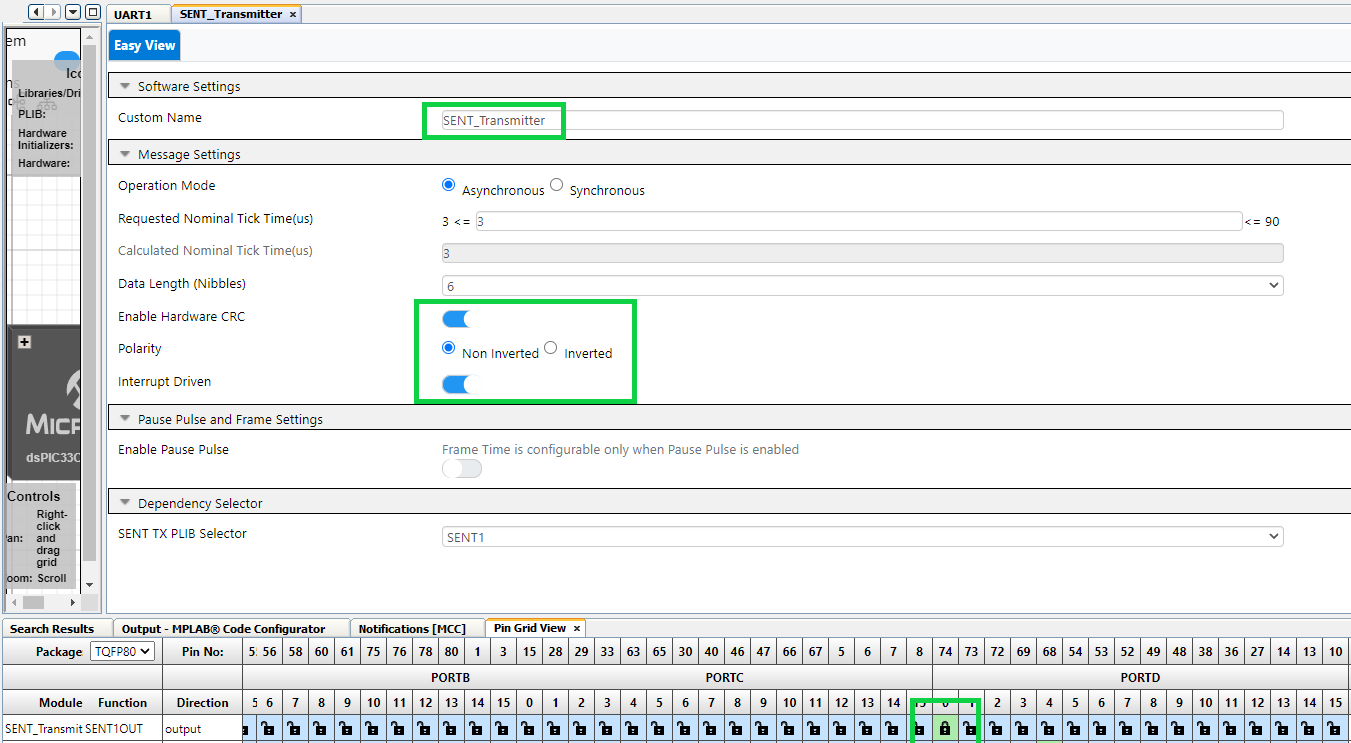 UART1
SENT_Transmitter ×
Easy View
Software Settings
Custom Name
SENT_Transmitter
Message Settings
Operation Mode
Asynchronous Synchronous
Requested Nominal Tick Time(us)
3 <= 3 <= 90
Calculated Nominal Tick Time(us)
3
Data Length (Nibbles)
6
Enable Hardware CRC
Polarity
Non Inverted Inverted
Interrupt Driven
Pause Pulse and Frame Settings
Enable Pause Pulse
Frame Time is configurable only when Pause Pulse is enabled
Dependency Selector
SENT TX PLIB Selector
SENT1
em
Libraries/Dri
PLIB:
Hardware
Initializers:
Hardware:
MICR
dsPIC33C
Controls
Right-
click
and
drag
grid
Scroll
Search Results
Output - MPLAB® Code Configurator
Notifications [MCC]
Pin Grid View ×
Package TQFP80 Pin No: 56 58 60 61 75 76 78 80 1 3 15 28 29 33 63 65 30 40 46 47 66 67 5 6 7 8 74 73 72 69 68 54 53 52 49 48 38 36 27 14 13 10
PORTB PORTC PORTD
Module Function Direction 5 6 7 8 9 10 11 12 13 14 15 0 1 2 3 4 5 6 7 8 9 10 11 12 13 14 2 3 4 5 6 7 8 9 10 11 12 13 14 15
SENT_Transmit SENT1OUT output